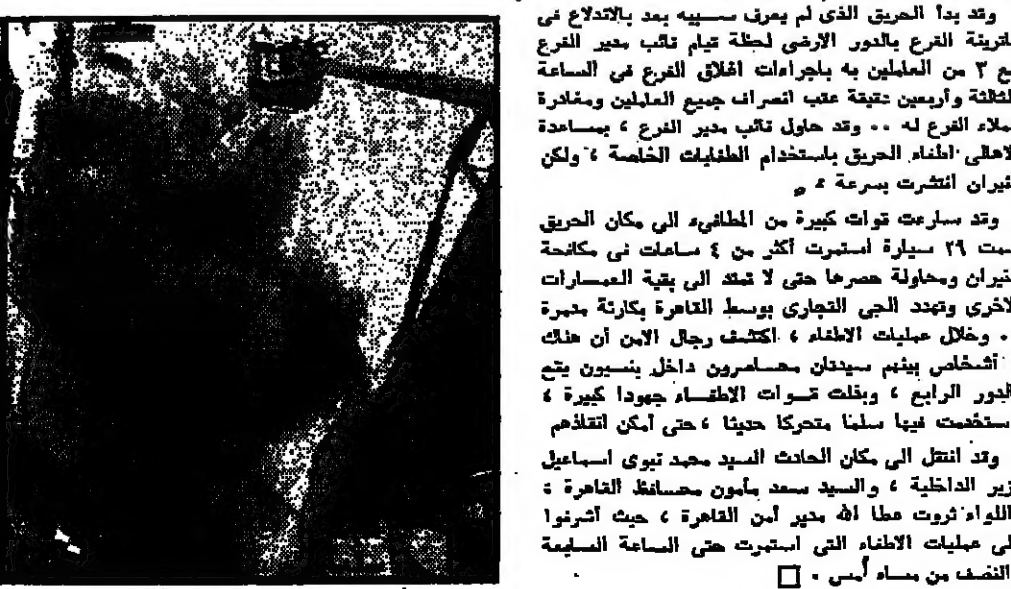 وقد بدأ الحريق الذى لم يعرف سببه بعد بالاندلاع فى
فترينة الفرع بالدور الارضى لحظة قيام نائب مدير الفرع
مع ٣ من العاملين به باجراءات اغلاق الفرع فى الساعة
الثالثة وأربعين دقيقة عقب انصراف جميع العاملين ومغادرة
عملاء الفرع له .. وقد حاول نائب مدير الفرع ، بمساعدة
الاهالى اطفاء الحريق باستخدام الطفايات الخاصة ، ولكن
النيران انتشرت بسرعة .
وقد سارعت قوات كبيرة من المطافىء الى مكان الحريق
ضمت ٢٩ سيارة استمرت أكثر من ٤ ساعات فى مكافحة
النيران ومحاولة حصرها حتى لا تمتد الى بقية العمسارات
الاخرى وتهدد الحى التجارى بوسط القاهرة بكارثة مدمرة
. وخلال عمليات الاطفاء ، اكتشف رجال الامن أن هناك
أشخاص بينهم سيدتان محاصرون داخل بنسيون يقع
بالدور الرابع ، وبذلت قوات الاطفاء جهودا كبيرة ،
استخدمت فيها سلما متحركا حديثا ، حتى أمكن انقاذهم
وقد انتقل الى مكان الحادث السيد محمد نبوى اسماعيل
وزير الداخلية ، والسيد سعد مأمون محافظ القاهرة ،
واللواء ثروت عطا الله مدير أمن القاهرة ، حيث أشرفوا
على عمليات الاطفاء التى استمرت حتى الساعة السابعة
والنصف من مساء أمس .